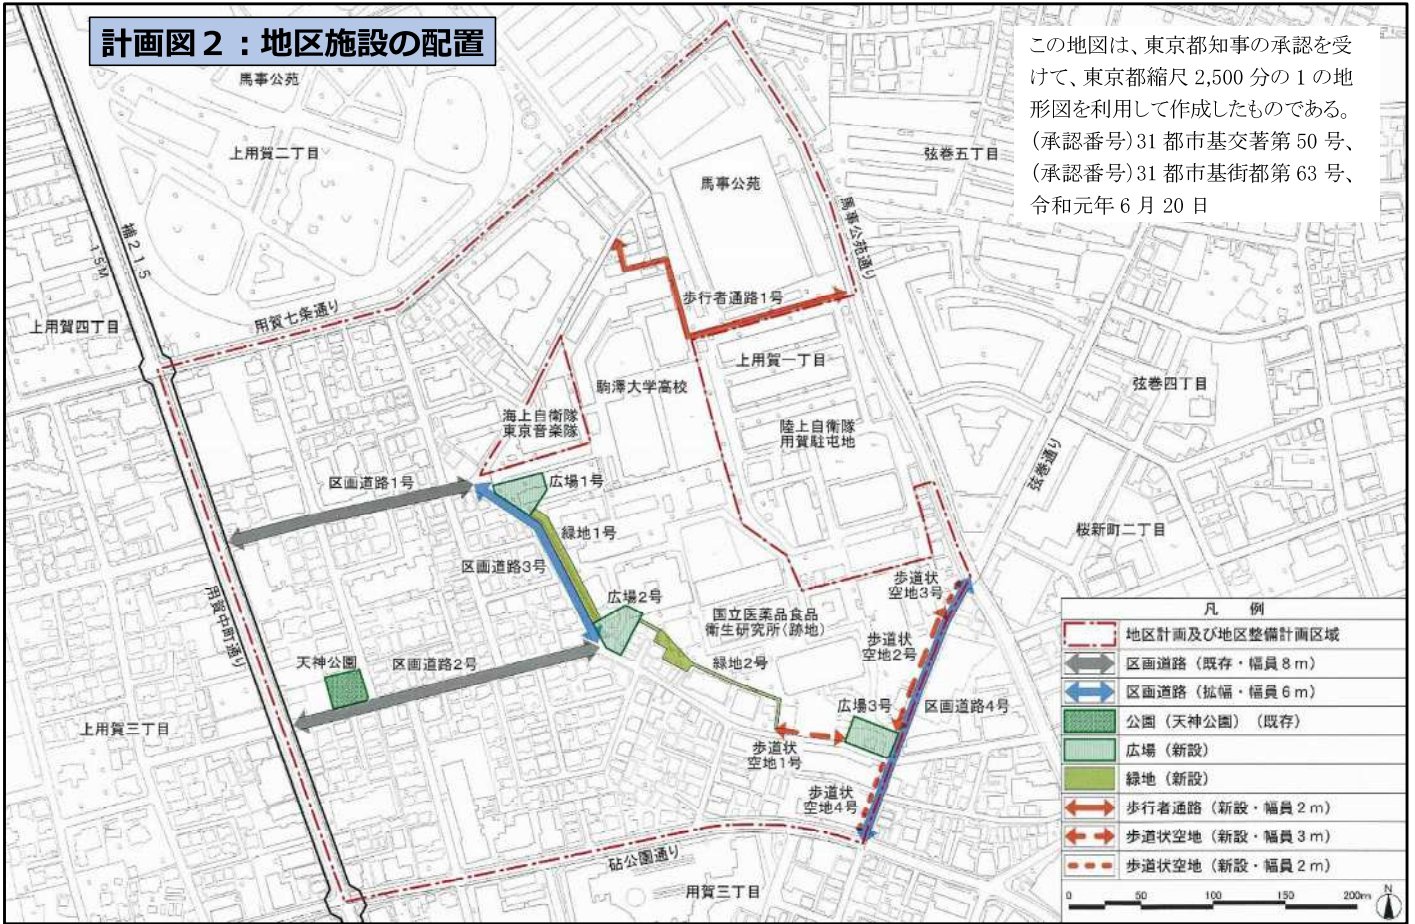 計画図２：地区施設の配置
この地図は、東京都知事の承認を受
けて、東京都縮尺 2,500 分の 1 の地
形図を利用して作成したものである。
(承認番号)31 都市基交著第 50 号、
(承認番号)31 都市基街都第 63 号、
令和元年 6 月 20 日
馬事公苑
上用賀二丁目
弦巻五丁目
馬事公苑
馬事公苑通り
補２１５
１５Ｍ
歩行者通路1号
用賀七条通り
上用賀四丁目
上用賀一丁目
駒澤大学高校
弦巻四丁目
海上自衛隊
東京音楽隊
陸上自衛隊
用賀駐屯地
弦巻通り
区画道路1号
広場1号
緑地1号
桜新町二丁目
区画道路3号
歩道状
空地3号
用賀中町通り
広場2号
国立医薬品食品
衛生研究所(跡地)
歩道状
空地2号
天神公園
区画道路2号
緑地2号
広場3号
区画道路4号
上用賀三丁目
歩道状
空地1号
歩道状
空地4号
砧公園通り
用賀三丁目
凡　例
地区計画及び地区整備計画区域
区画道路（既存・幅員８ｍ）
区画道路（拡幅・幅員６ｍ）
公園（天神公園）（既存）
広場（新設）
緑地（新設）
歩行者通路（新設・幅員２ｍ）
歩道状空地（新設・幅員３ｍ）
歩道状空地（新設・幅員２ｍ）
0 50 100 150 200m
N